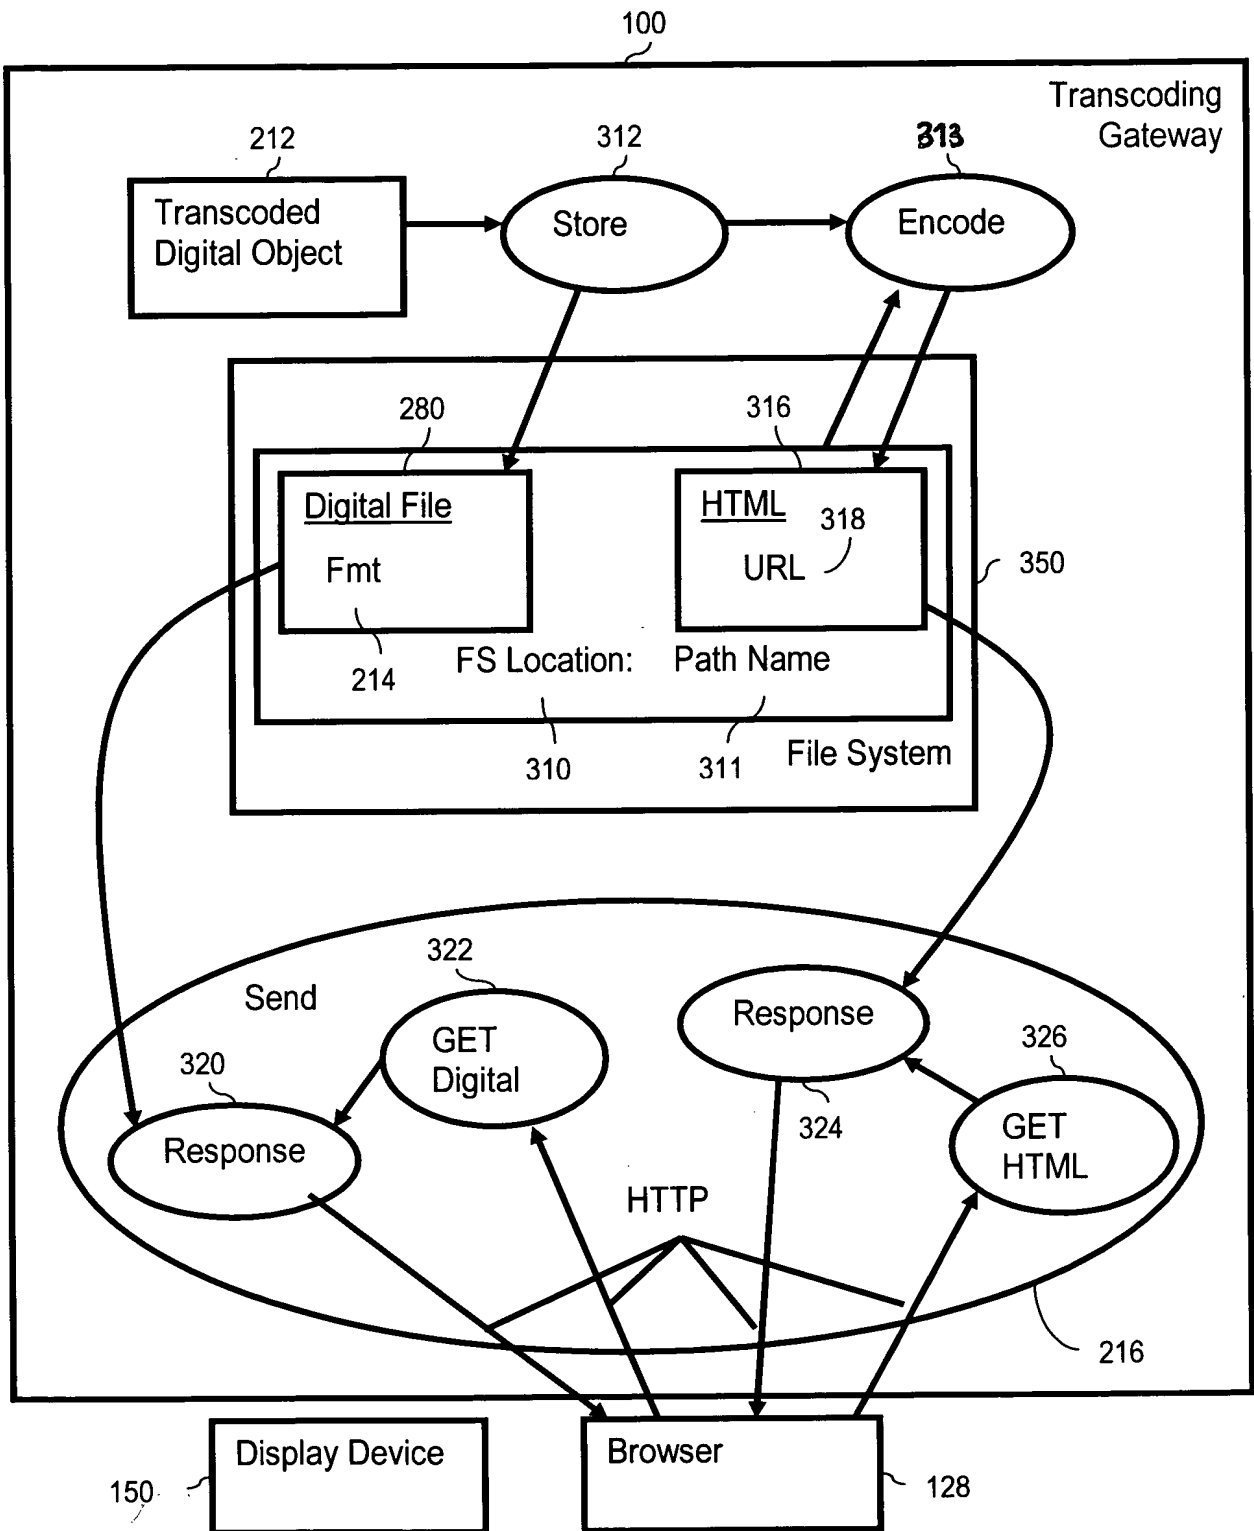 100
Transcoding
Gateway
212
312
313
Transcoded
Digital Object
Store
Encode
280
316
Digital File
HTML
318
Fmt
URL
350
214
FS Location: Path Name
310
311
File System
322
Send
Response
GET
Digital
326
320
324
GET
HTML
Response
HTTP
216
Display Device
Browser
150
128